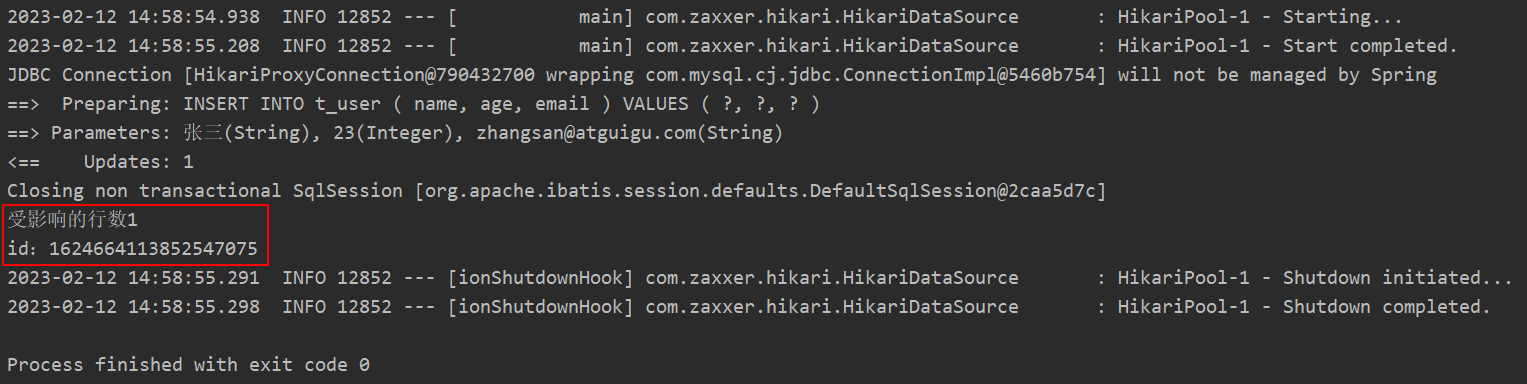 2023-02-12 14:58:54.938  INFO 12852 --- [           main] com.zaxxer.hikari.HikariDataSource       : HikariPool-1 - Starting...
2023-02-12 14:58:55.208  INFO 12852 --- [           main] com.zaxxer.hikari.HikariDataSource       : HikariPool-1 - Start completed.
JDBC Connection [HikariProxyConnection@790432700 wrapping com.mysql.cj.jdbc.ConnectionImpl@5460b754] will not be managed by Spring
==>  Preparing: INSERT INTO t_user ( name, age, email ) VALUES ( ?, ?, ? )
==> Parameters: 张三(String), 23(Integer), zhangsan@atguigu.com(String)
<==    Updates: 1
Closing non transactional SqlSession [org.apache.ibatis.session.defaults.DefaultSqlSession@2caa5d7c]
受影响的行数1
id：1624664113852547075
2023-02-12 14:58:55.291  INFO 12852 --- [ionShutdownHook] com.zaxxer.hikari.HikariDataSource       : HikariPool-1 - Shutdown initiated...
2023-02-12 14:58:55.298  INFO 12852 --- [ionShutdownHook] com.zaxxer.hikari.HikariDataSource       : HikariPool-1 - Shutdown completed.
Process finished with exit code 0